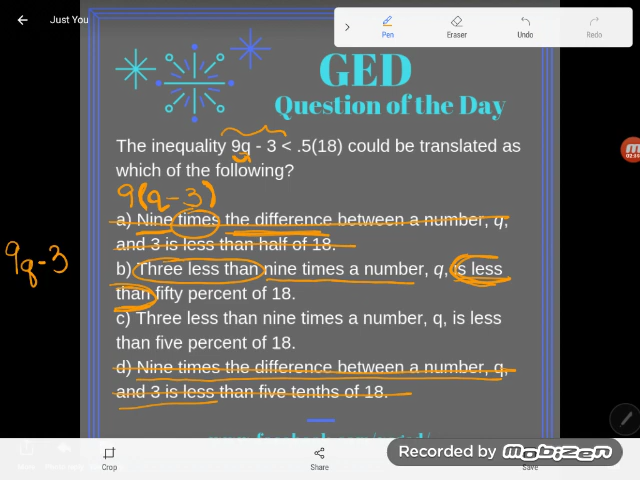 Just You
Pen
Eraser
Undo
Redo
GED
Question of the Day
The inequality 9q - 3 < .5(18) could be translated as
which of the following?
9(q-3)
a) Nine times the difference between a number, q,
and 3 is less than half of 18.
9q-3
b) Three less than nine times a number, q, is less
than fifty percent of 18.
c) Three less than nine times a number, q, is less
than five percent of 18.
d) Nine times the difference between a number, q,
and 3 is less than five tenths of 18.
Crop
Share
Save
Recorded by mobizen